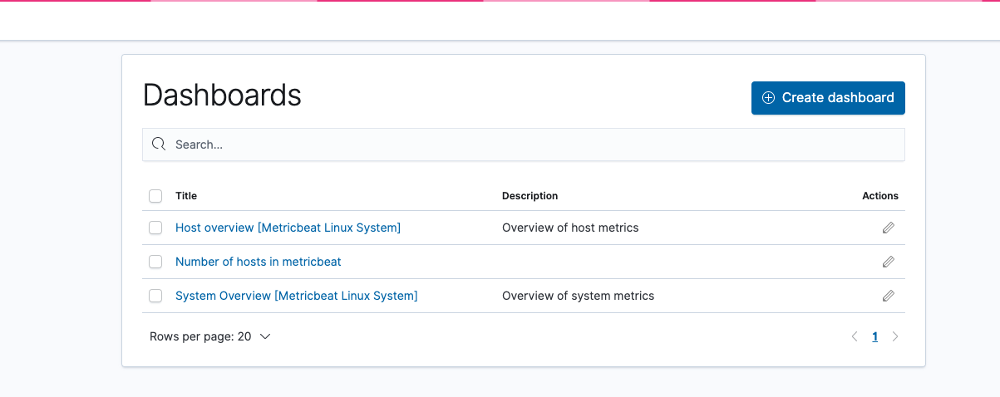 Dashboards
Create dashboard
Search...
Title Description Actions
Host overview [Metricbeat Linux System] Overview of host metrics
Number of hosts in metricbeat
System Overview [Metricbeat Linux System] Overview of system metrics
Rows per page: 20 1